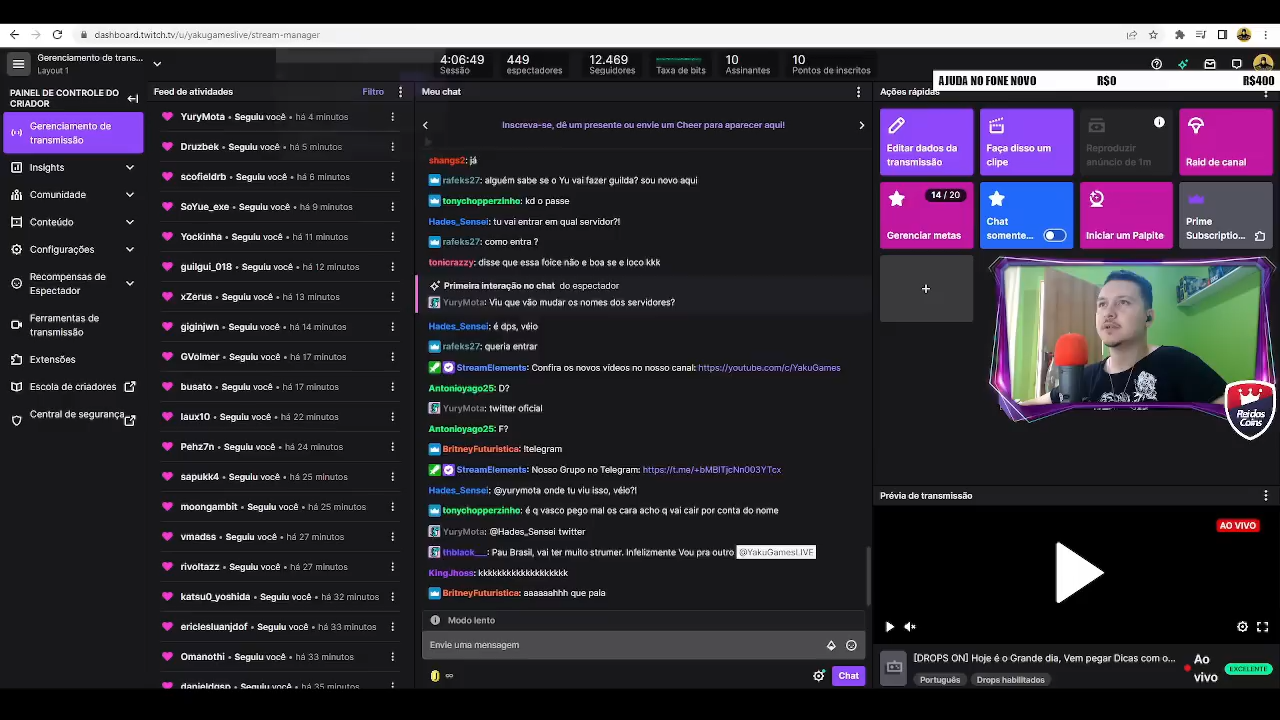 dashboard.twitch.tv/u/yakugameslive/stream-manager
Gerenciamento de trans...
Layout 1
4:06:49
Sessão
449
espectadores
12.469
Seguidores
Taxa de bits
10
Assinantes
10
Pontos de inscritos
AJUDA NO FONE NOVO R$0 R$400
PAINEL DE CONTROLE DO CRIADOR
Gerenciamento de transmissão
Insights
Comunidade
Conteúdo
Configurações
Recompensas de Espectador
Ferramentas de transmissão
Extensões
Escola de criadores
Central de segurança
Feed de atividades
Filtro
YuryMota • Seguiu você • há 4 minutos
Druzbek • Seguiu você • há 5 minutos
scofieldrb • Seguiu você • há 6 minutos
SoYue_exe • Seguiu você • há 9 minutos
Yockinha • Seguiu você • há 11 minutos
guilgui_018 • Seguiu você • há 12 minutos
xZerus • Seguiu você • há 13 minutos
giginjwn • Seguiu você • há 14 minutos
GVolmer • Seguiu você • há 17 minutos
busato • Seguiu você • há 17 minutos
laux10 • Seguiu você • há 22 minutos
Pehz7n • Seguiu você • há 24 minutos
sapukk4 • Seguiu você • há 25 minutos
moongambit • Seguiu você • há 25 minutos
vmadss • Seguiu você • há 27 minutos
rivoltazz • Seguiu você • há 27 minutos
katsu0_yoshida • Seguiu você • há 32 minutos
ericlesluanjdof • Seguiu você • há 33 minutos
Omanothi • Seguiu você • há 33 minutos
danieldgsp • Seguiu você • há 35 minutos
Meu chat
Inscreva-se, dê um presente ou envie um Cheer para aparecer aqui!
shangs2: já
rafeks27: alguém sabe se o Yu vai fazer guilda? sou novo aqui
tonychopperzinho: kd o passe
Hades_Sensei: tu vai entrar em qual servidor?!
rafeks27: como entra ?
tonicrazzy: disse que essa foice não e boa se e loco kkk
Primeira interação no chat do espectador
YuryMota: Viu que vão mudar os nomes dos servidores?
Hades_Sensei: é dps, véio
rafeks27: queria entrar
StreamElements: Confira os novos vídeos no nosso canal: https://youtube.com/c/YakuGames
Antonioyago25: D?
YuryMota: twitter oficial
Antonioyago25: F?
BritneyFuturistica: !telegram
StreamElements: Nosso Grupo no Telegram: https://t.me/+bMBlTjcNn003YTcx
Hades_Sensei: @yurymota onde tu viu isso, véio?!
tonychopperzinho: é q vasco pego mal os cara acho q vai cair por conta do nome
YuryMota: @Hades_Sensei twitter
thblack__: Pau Brasil, vai ter muito strumer. Infelizmente Vou pra outro @YakuGamesLIVE
KingJhoss: kkkkkkkkkkkkkkkkkk
BritneyFuturistica: aaaaaahhh que pala
Modo lento
Envie uma mensagem
∞
Chat
Ações rápidas
Editar dados da transmissão
Faça disso um clipe
Reproduzir anúncio de 1m
Raid de canal
14 / 20
Gerenciar metas
Chat somente...
Iniciar um Palpite
Prime Subscriptio...
Rei dos Coins
Prévia de transmissão
AO VIVO
[DROPS ON] Hoje é o Grande dia, Vem pegar Dicas com o...
Português
Drops habilitados
Ao vivo
EXCELENTE